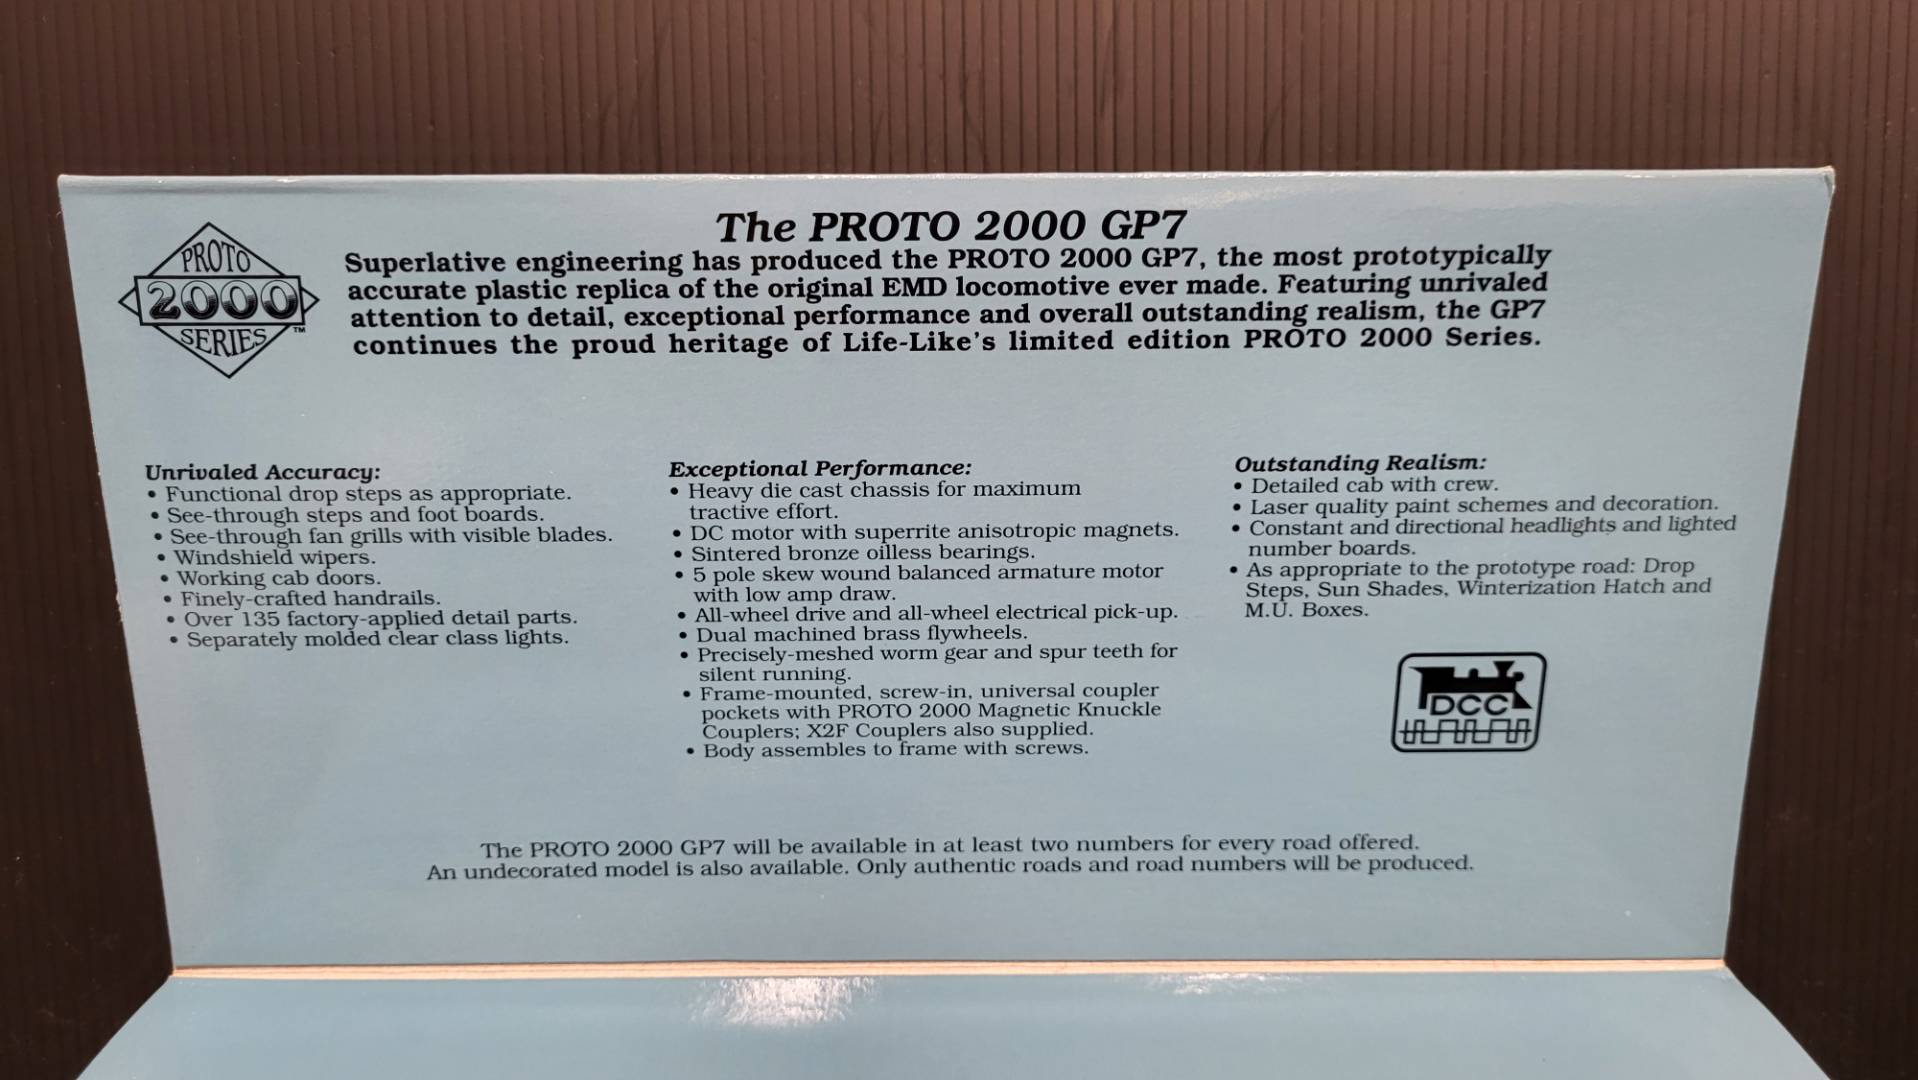 PROTO
2000
SERIES ™
The PROTO 2000 GP7
Superlative engineering has produced the PROTO 2000 GP7, the most prototypically
accurate plastic replica of the original EMD locomotive ever made. Featuring unrivaled
attention to detail, exceptional performance and overall outstanding realism, the GP7
continues the proud heritage of Life-Like's limited edition PROTO 2000 Series.
Unrivaled Accuracy:
• Functional drop steps as appropriate.
• See-through steps and foot boards.
• See-through fan grills with visible blades.
• Windshield wipers.
• Working cab doors.
• Finely-crafted handrails.
• Over 135 factory-applied detail parts.
• Separately molded clear class lights.
Exceptional Performance:
• Heavy die cast chassis for maximum
tractive effort.
• DC motor with superrite anisotropic magnets.
• Sintered bronze oilless bearings.
• 5 pole skew wound balanced armature motor
with low amp draw.
• All-wheel drive and all-wheel electrical pick-up.
• Dual machined brass flywheels.
• Precisely-meshed worm gear and spur teeth for
silent running.
• Frame-mounted, screw-in, universal coupler
pockets with PROTO 2000 Magnetic Knuckle
Couplers; X2F Couplers also supplied.
• Body assembles to frame with screws.
Outstanding Realism:
• Detailed cab with crew.
• Laser quality paint schemes and decoration.
• Constant and directional headlights and lighted
number boards.
• As appropriate to the prototype road: Drop
Steps, Sun Shades, Winterization Hatch and
M.U. Boxes.
DCC
The PROTO 2000 GP7 will be available in at least two numbers for every road offered.
An undecorated model is also available. Only authentic roads and road numbers will be produced.